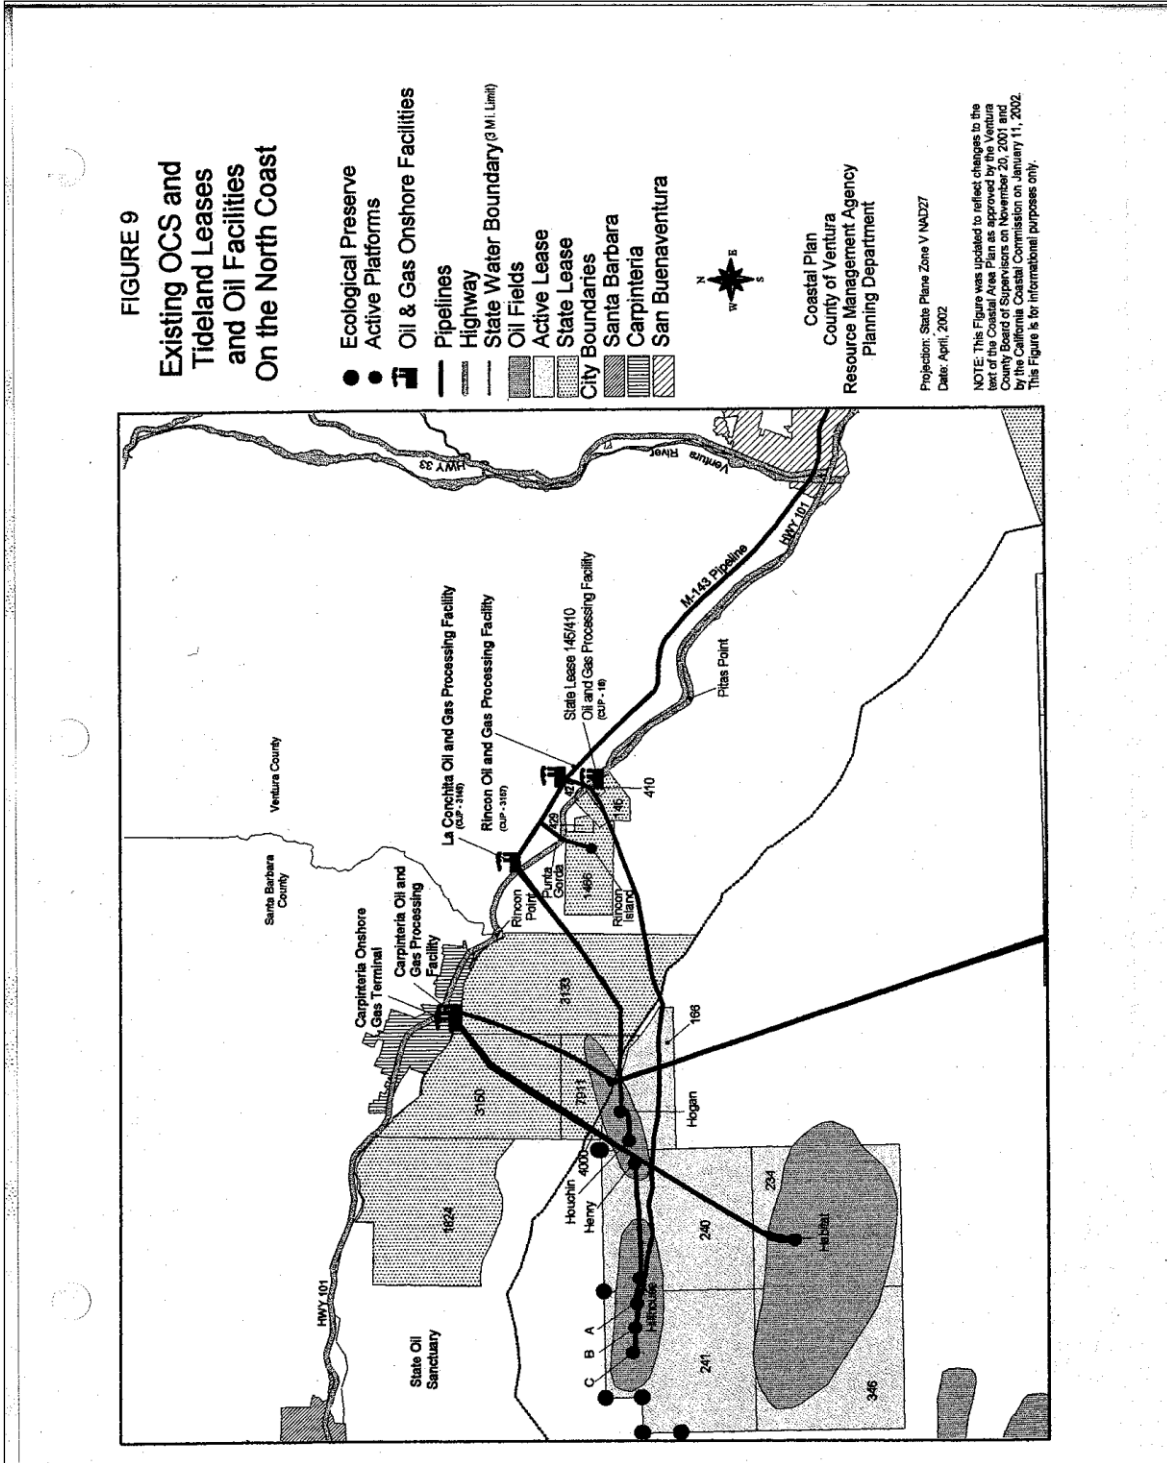 FIGURE 9
Existing OCS and
Tideland Leases
and Oil Facilities
On the North Coast
Ecological Preserve
Active Platforms
Oil & Gas Onshore Facilities
Pipelines
Highway
State Water Boundary (3 Mi. Limit)
Oil Fields
Active Lease
State Lease
City Boundaries
Santa Barbara
Carpinteria
San Buenaventura
N
W
E
S
Coastal Plan
County of Ventura
Resource Management Agency
Planning Department
Projection: State Plane Zone V NAD27
Date: April, 2002
NOTE: This Figure was updated to reflect changes to the
text of the Coastal Area Plan as approved by the Ventura
County Board of Supervisors on November 20, 2001 and
by the California Coastal Commission on January 11, 2002.
This Figure is for informational purposes only.
Santa Barbara
County
Ventura County
HWY 33
Ventura
River
HWY 101
M-143 Pipeline
La Conchita Oil and Gas Processing Facility
(CUP - 3145)
Rincon Oil and Gas Processing Facility
(CUP - 3157)
State Lease 145/410
Oil and Gas Processing Facility
(CUP - 16)
Pitas Point
410
145
427
429
1466
Punta
Gorda
Rincon
Island
Rincon
Point
Carpinteria Onshore
Gas Terminal
Carpinteria Oil and
Gas Processing
Facility
3133
3150
7911
166
1824
4000
Hogan
Houchin
Henry
HWY 101
State Oil
Sanctuary
A
B
C
Hillhouse
240
241
234
346
Habitat